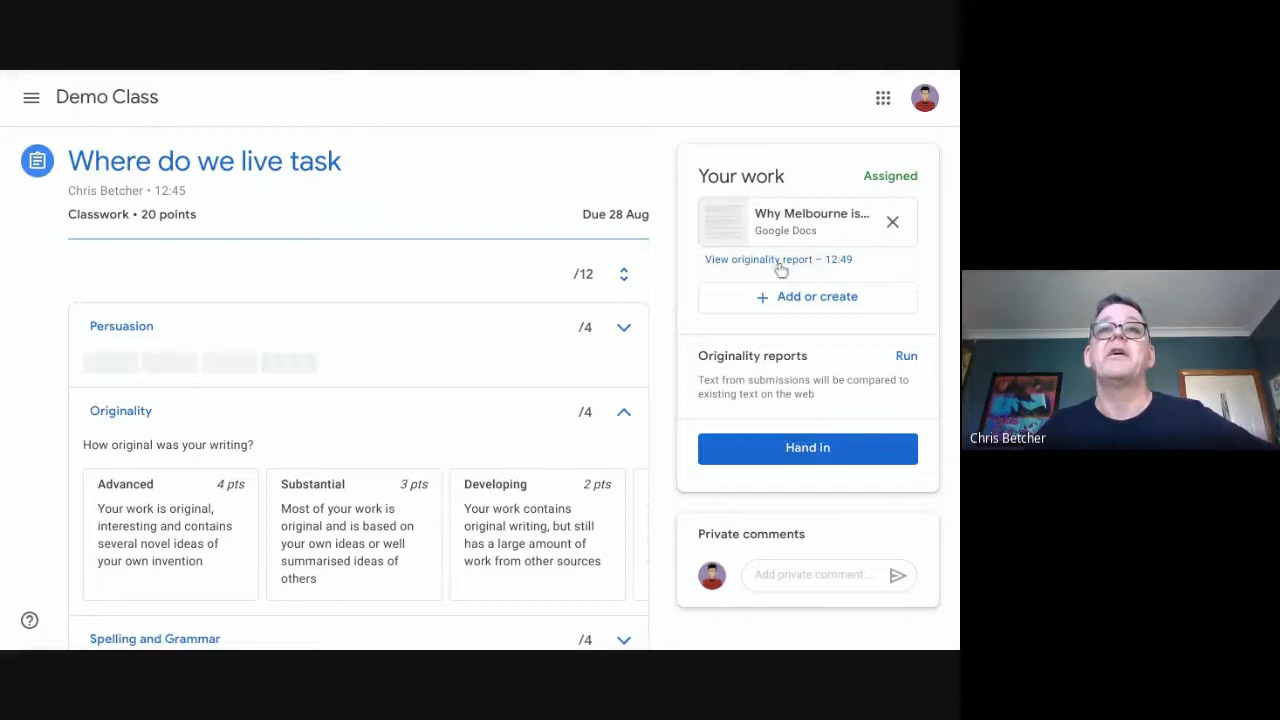 Demo Class
Where do we live task
Chris Betcher • 12:45
Classwork • 20 points
Due 28 Aug
/12
Persuasion
/4
Originality
/4
How original was your writing?
Advanced 4 pts
Your work is original,
interesting and contains
several novel ideas of
your own invention
Substantial 3 pts
Most of your work is
original and is based on
your own ideas or well
summarised ideas of
others
Developing 2 pts
Your work contains
original writing, but still
has a large amount of
work from other sources
Spelling and Grammar
/4
Your work
Assigned
Why Melbourne is...
Google Docs
View originality report – 12:49
+ Add or create
Originality reports
Run
Text from submissions will be compared to
existing text on the web
Hand in
Private comments
Add private comment...
Chris Betcher